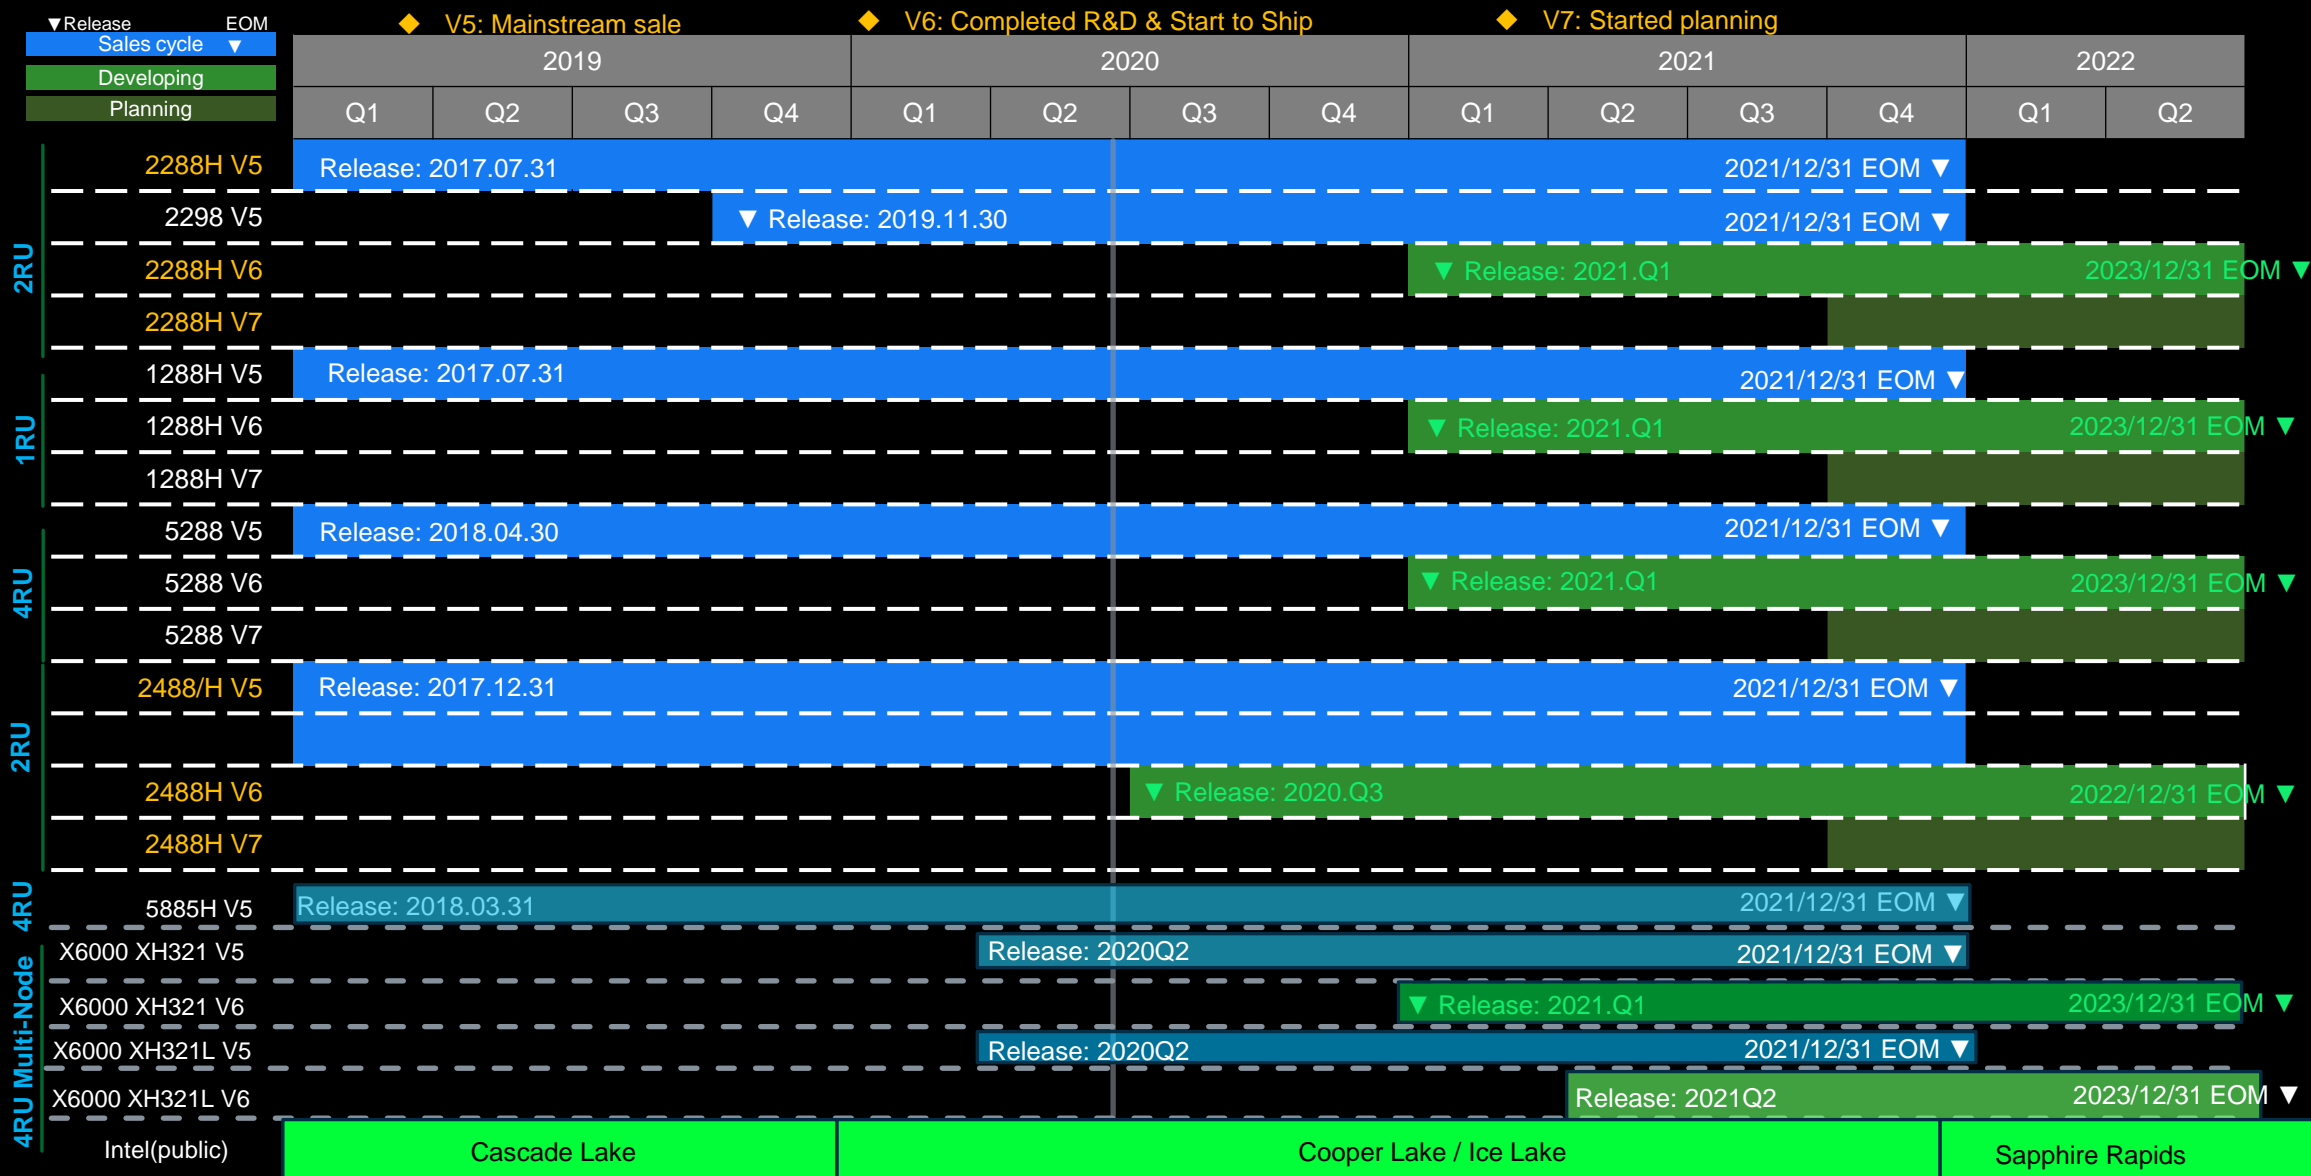 ▼Release EOM
Sales cycle ▼
Developing
Planning
◆ V5: Mainstream sale ◆ V6: Completed R&D & Start to Ship ◆ V7: Started planning
2019 2020 2021 2022
Q1 Q2 Q3 Q4 Q1 Q2 Q3 Q4 Q1 Q2 Q3 Q4 Q1 Q2
2RU
2288H V5 Release: 2017.07.31 2021/12/31 EOM ▼
2298 V5 ▼ Release: 2019.11.30 2021/12/31 EOM ▼
2288H V6 ▼ Release: 2021.Q1 2023/12/31 EOM ▼
2288H V7
1RU
1288H V5 Release: 2017.07.31 2021/12/31 EOM ▼
1288H V6 ▼ Release: 2021.Q1 2023/12/31 EOM ▼
1288H V7
4RU
5288 V5 Release: 2018.04.30 2021/12/31 EOM ▼
5288 V6 ▼ Release: 2021.Q1 2023/12/31 EOM ▼
5288 V7
2RU
2488/H V5 Release: 2017.12.31 2021/12/31 EOM ▼
2488H V6 ▼ Release: 2020.Q3 2022/12/31 EOM ▼
2488H V7
4RU
5885H V5 Release: 2018.03.31 2021/12/31 EOM ▼
4RU Multi-Node
X6000 XH321 V5 Release: 2020Q2 2021/12/31 EOM ▼
X6000 XH321 V6 ▼ Release: 2021.Q1 2023/12/31 EOM ▼
X6000 XH321L V5 Release: 2020Q2 2021/12/31 EOM ▼
X6000 XH321L V6 Release: 2021Q2 2023/12/31 EOM ▼
Intel(public) Cascade Lake Cooper Lake / Ice Lake Sapphire Rapids